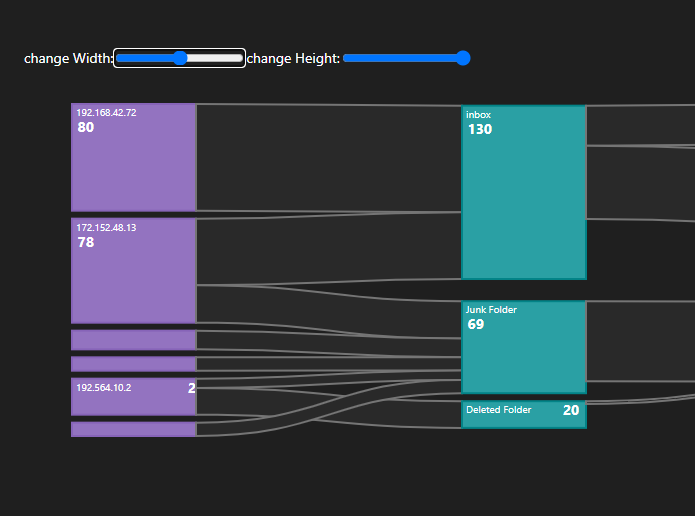 change Width:
change Height:
192.168.42.72
80
172.152.48.13
78
192.564.10.2
2
inbox
130
Junk Folder
69
Deleted Folder
20